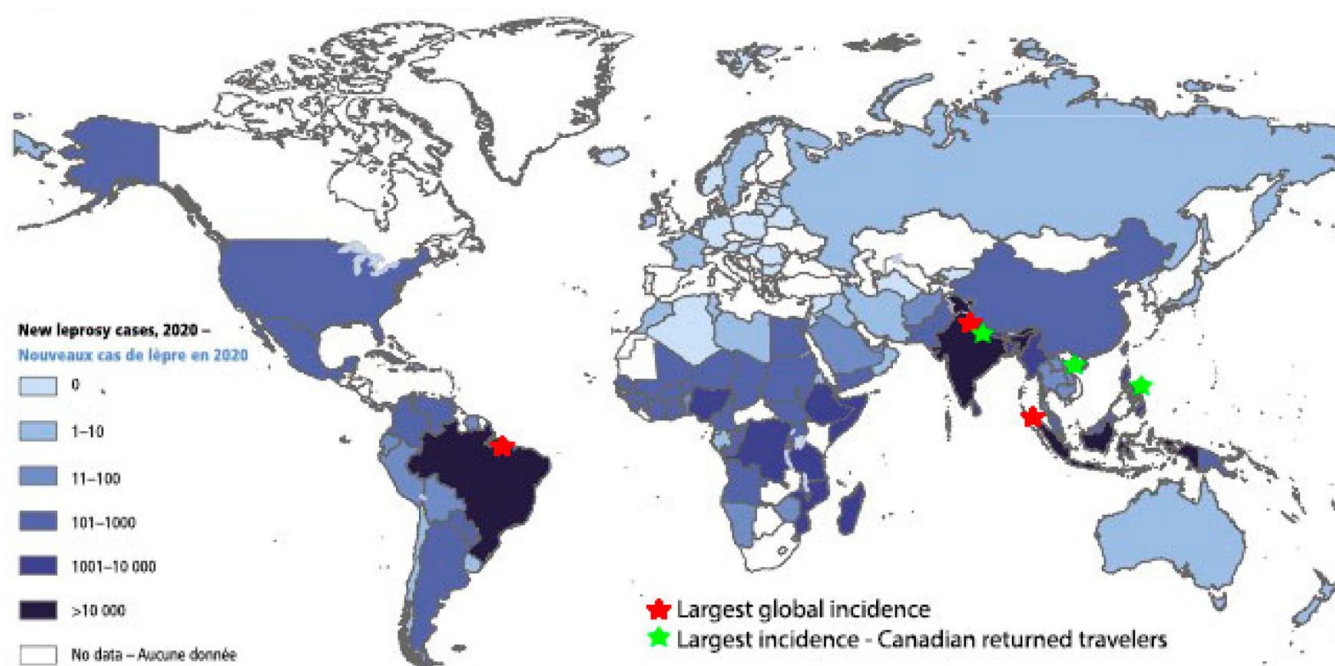 New leprosy cases, 2020 –
Nouveaux cas de lèpre en 2020
0
1–10
11–100
101–1000
1001–10 000
>10 000
No data – Aucune donnée
Largest global incidence
Largest incidence - Canadian returned travelers